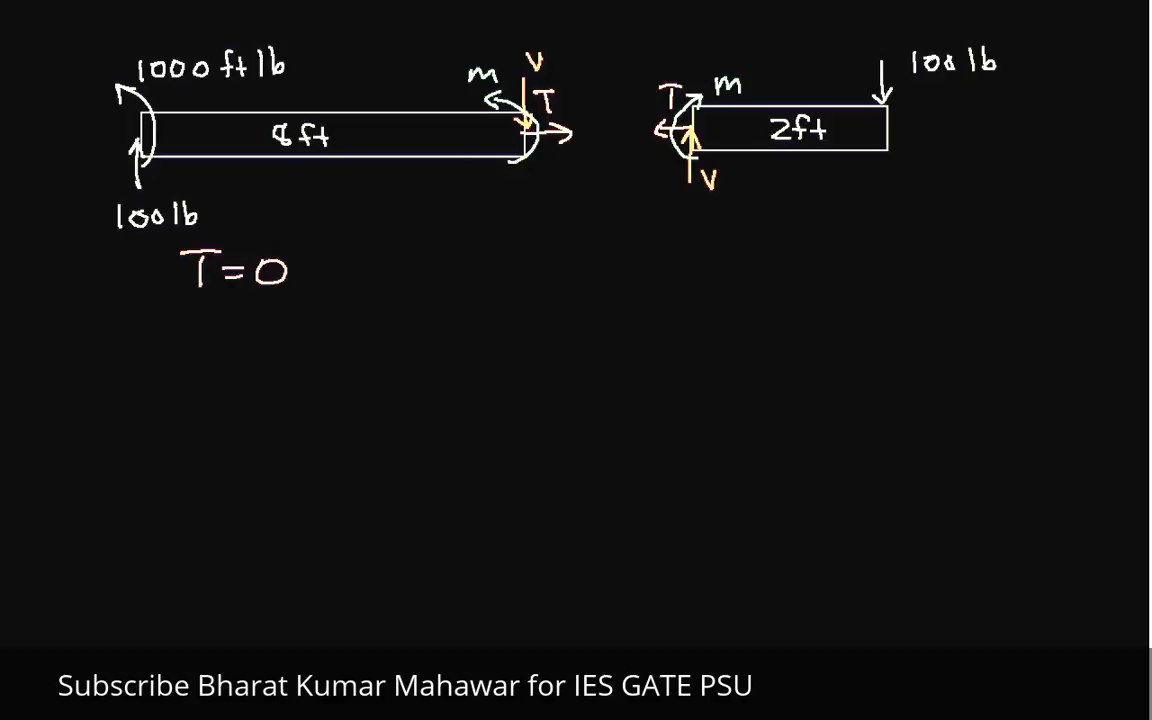 1000 ft lb
m
V
T
8ft
100 lb
T
m
100 lb
2ft
V
T = 0
Subscribe Bharat Kumar Mahawar for IES GATE PSU